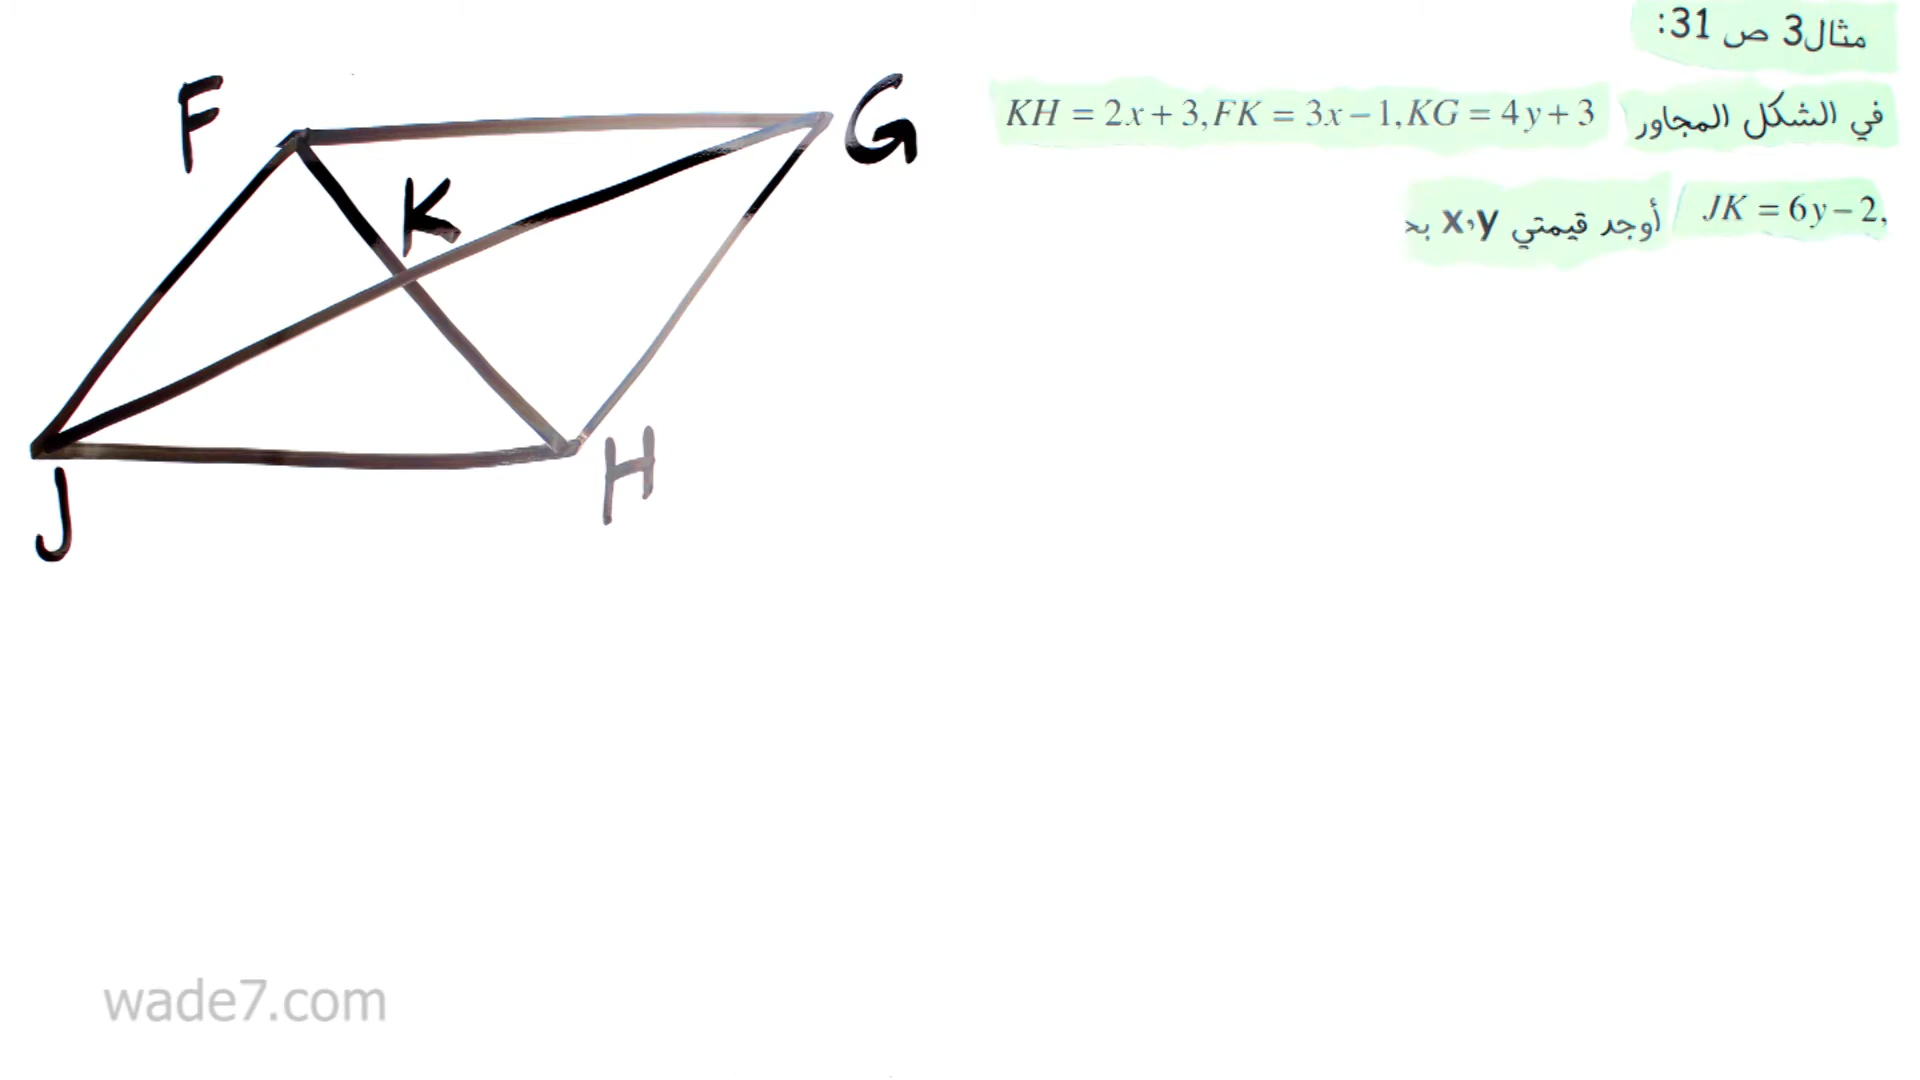 مثال3 ص 31:
في الشكل المجاور KH = 2x + 3, FK = 3x − 1, KG = 4y + 3
JK = 6y − 2, أوجد قيمتي x,y
F
G
K
H
J
wade7.com